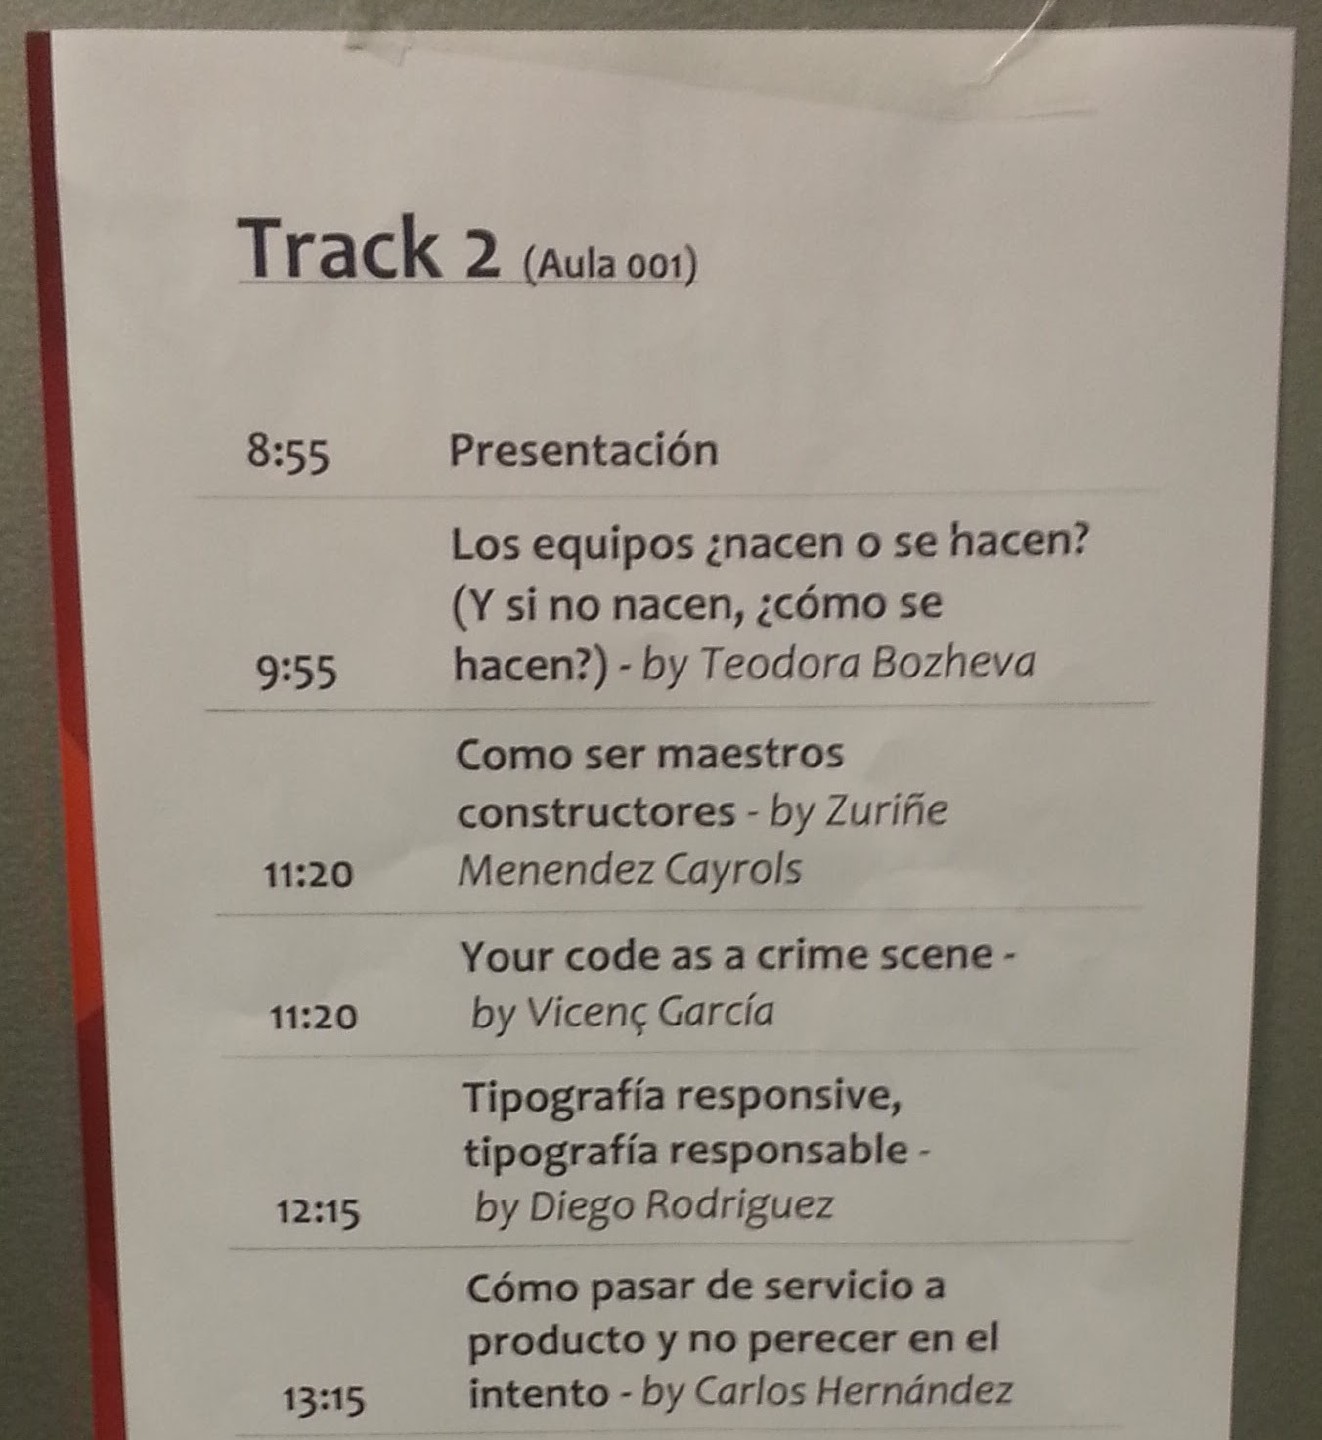 Track 2 (Aula 001)
8:55 Presentación
Los equipos ¿nacen o se hacen?
(Y si no nacen, ¿cómo se
9:55 hacen?) - by Teodora Bozheva
Como ser maestros
constructores - by Zuriñe
11:20 Menendez Cayrols
Your code as a crime scene -
11:20 by Vicenç García
Tipografía responsive,
tipografía responsable -
12:15 by Diego Rodriguez
Cómo pasar de servicio a
producto y no perecer en el
13:15 intento - by Carlos Hernández